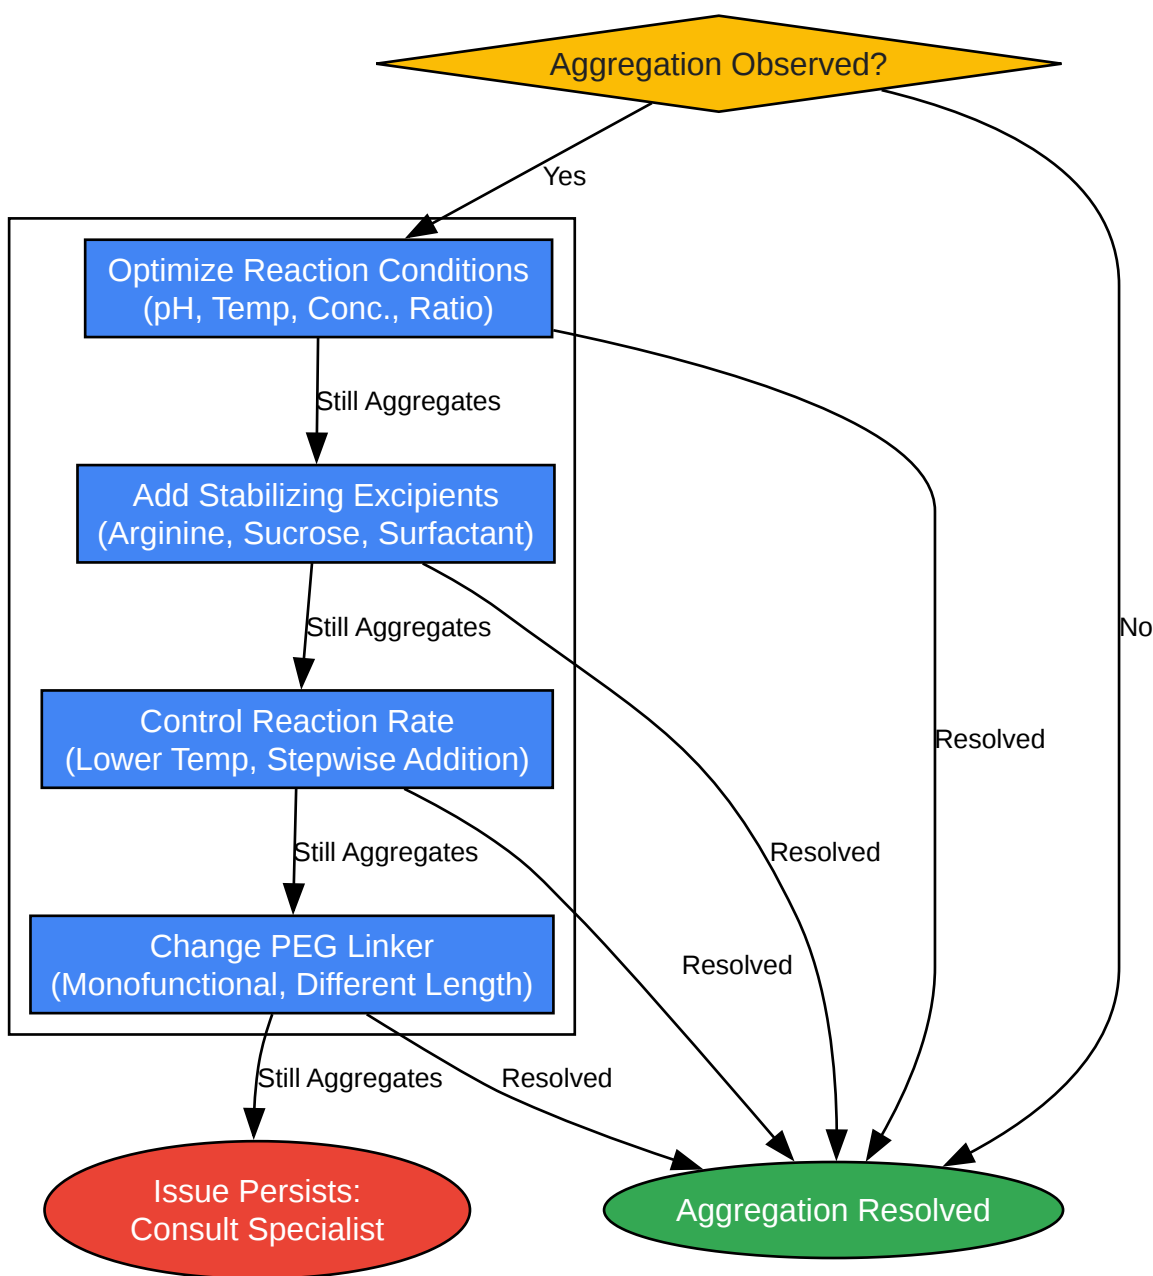 Aggregation Observed?
Yes
Optimize Reaction Conditions
(pH, Temp, Conc., Ratio)
Still Aggregates
Add Stabilizing Excipients
(Arginine, Sucrose, Surfactant)
Still Aggregates
No
Control Reaction Rate
(Lower Temp, Stepwise Addition)
Resolved
Still Aggregates
Resolved
Change PEG Linker
(Monofunctional, Different Length)
Resolved
Still Aggregates
Resolved
Issue Persists:
Consult Specialist
Aggregation Resolved